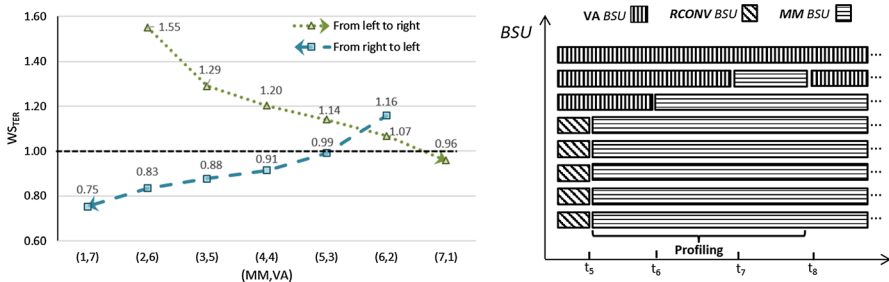 1.60
1.40
1.20
1.00
0.80
0.60
WS_TER
From left to right
From right to left
1.55
1.29
1.20
1.14
1.07
0.96
0.75
0.83
0.88
0.91
0.99
1.16
(1,7) (2,6) (3,5) (4,4) (5,3) (6,2) (7,1)
(MM,VA)
VA BSU RCONV BSU MM BSU
BSU
...
...
...
...
...
...
...
...
Profiling
t5 t6 t7 t8